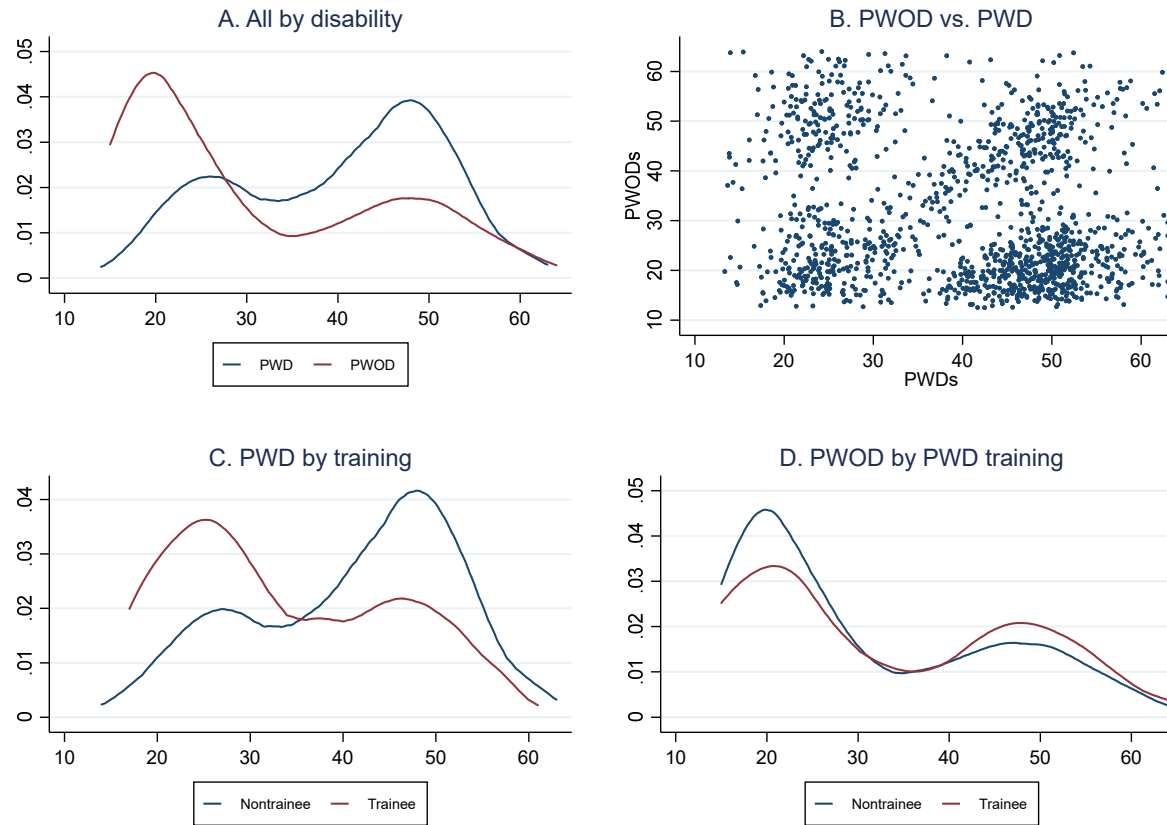 A. All by disability
.05
.04
.03
.02
.01
0
10 20 30 40 50 60
PWD PWOD
B. PWOD vs. PWD
60
50
40
30
20
10
PWODs
10 20 30 40 50 60
PWDs
C. PWD by training
.04
.03
.02
.01
0
10 20 30 40 50 60
Nontrainee Trainee
D. PWOD by PWD training
.05
.04
.03
.02
.01
0
10 20 30 40 50 60
Nontrainee Trainee